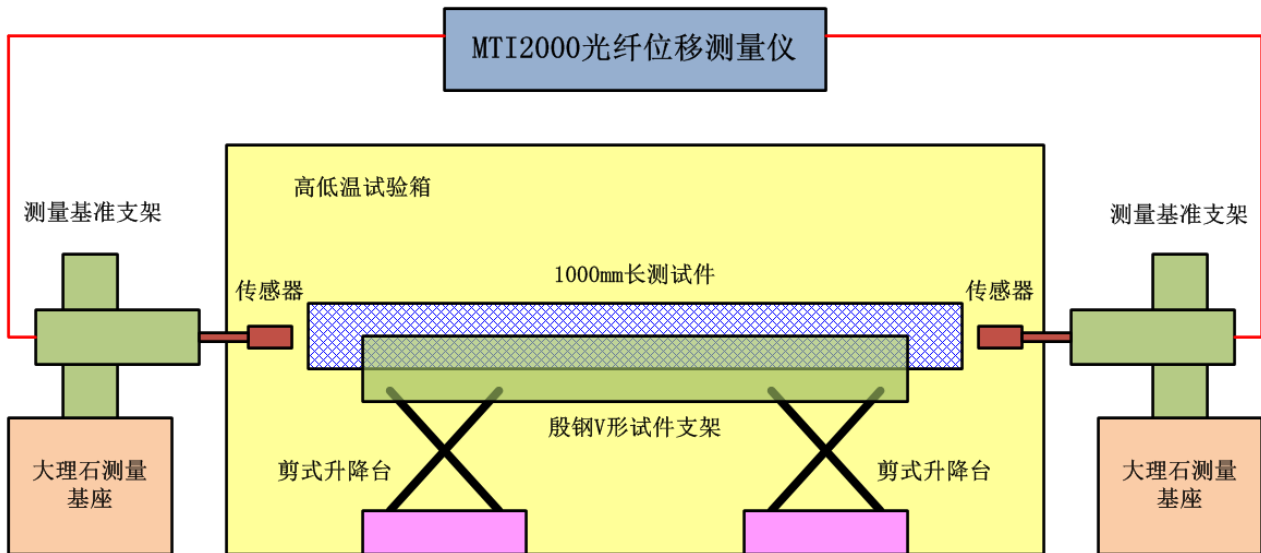 MTI2000光纤位移测量仪
高低温试验箱
测量基准支架
测量基准支架
1000mm长测试件
传感器
传感器
殷钢V形试件支架
剪式升降台
剪式升降台
大理石测量
基座
大理石测量
基座